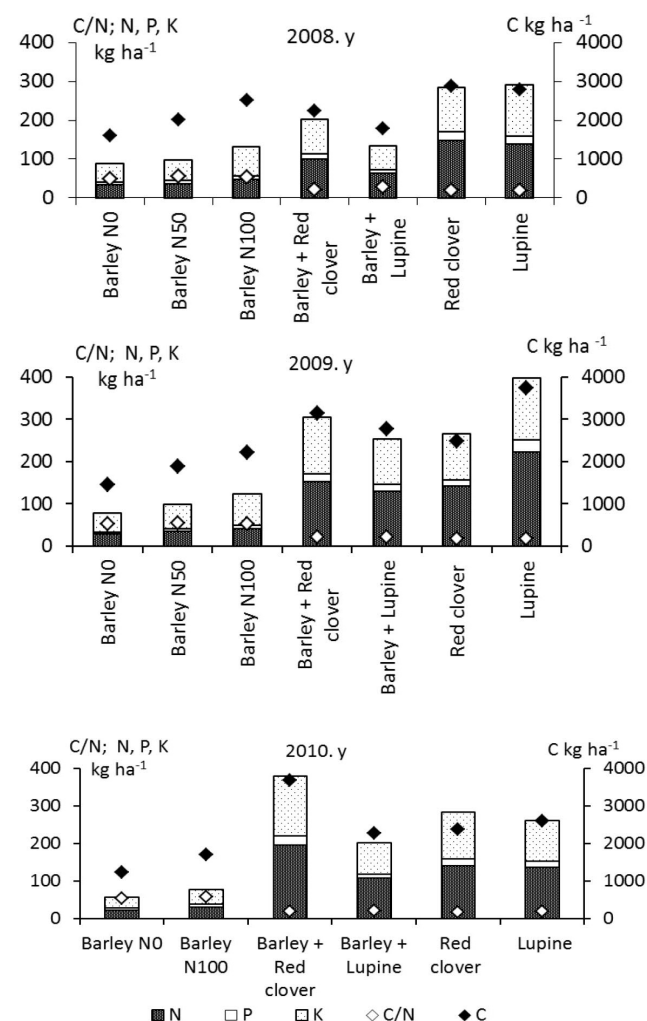 C/N; N, P, K
kg ha-1
2008. y
C kg ha-1
400
300
200
100
0
4000
3000
2000
1000
0
Barley N0
Barley N50
Barley N100
Barley + Red
clover
Barley +
Lupine
Red clover
Lupine
C/N; N, P, K
kg ha-1
2009. y
C kg ha-1
400
300
200
100
0
4000
3000
2000
1000
0
Barley N0
Barley N50
Barley N100
Barley + Red
clover
Barley + Lupine
Red clover
Lupine
C/N; N, P, K
kg ha-1
2010. y
C kg ha-1
400
300
200
100
0
4000
3000
2000
1000
0
Barley N0
Barley
N100
Barley +
Red
clover
Barley +
Lupine
Red
clover
Lupine
N P K C/N C